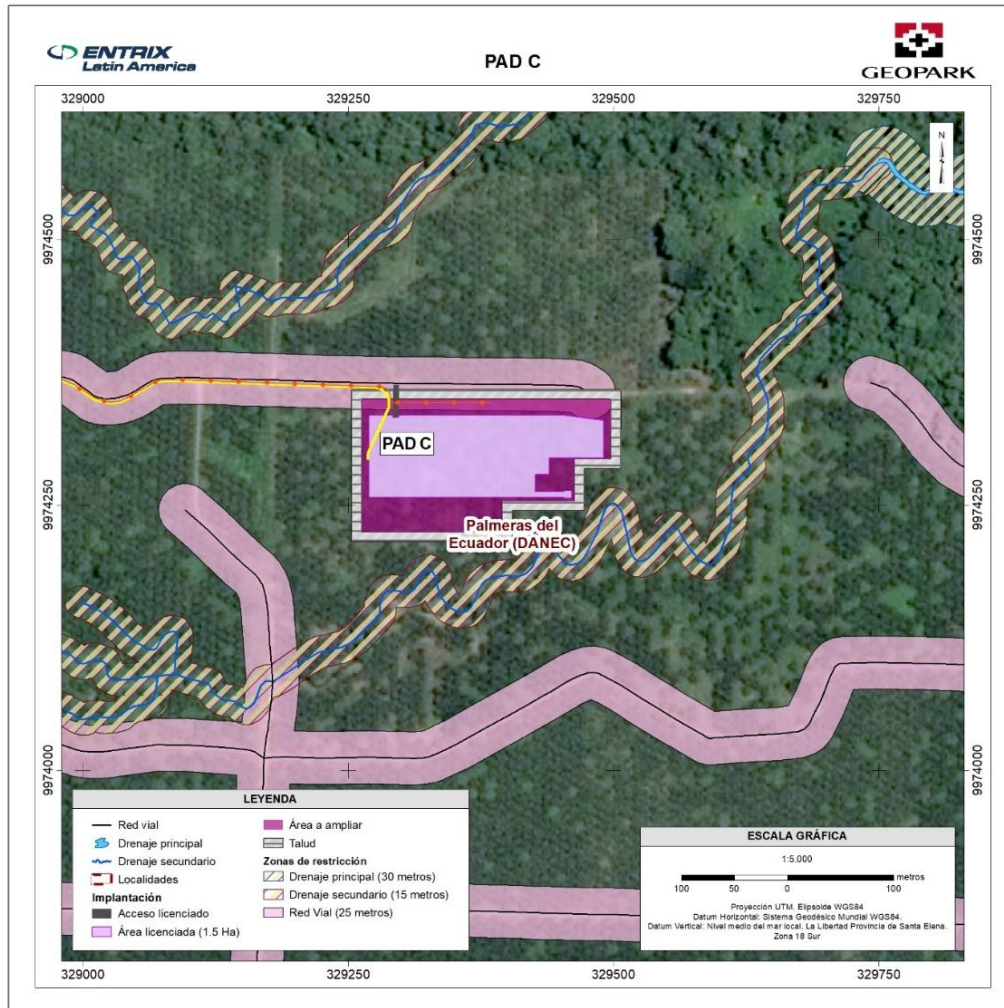 ENTRIX
Latin America
PAD C
GEOPARK
329000
329250
329500
329750
N
9974500
9974500
PAD C
9974250
9974250
Palmeras del
Ecuador (DANEC)
9974000
9974000
LEYENDA
Red vial
Drenaje principal
Drenaje secundario
Localidades
Implantación
Acceso licenciado
Área licenciada (1.5 Ha)
Área a ampliar
Talud
Zonas de restricción
Drenaje principal (30 metros)
Drenaje secundario (15 metros)
Red Vial (25 metros)
ESCALA GRÁFICA
1:5.000
metros
100 50 0 100
Proyección UTM. Elipsoide WGS84
Datum Horizontal: Sistema Geodésico Mundial WGS84.
Datum Vertical: Nivel medio del mar local. La Libertad Provincia de Santa Elena.
Zona 18 Sur
329000
329250
329500
329750